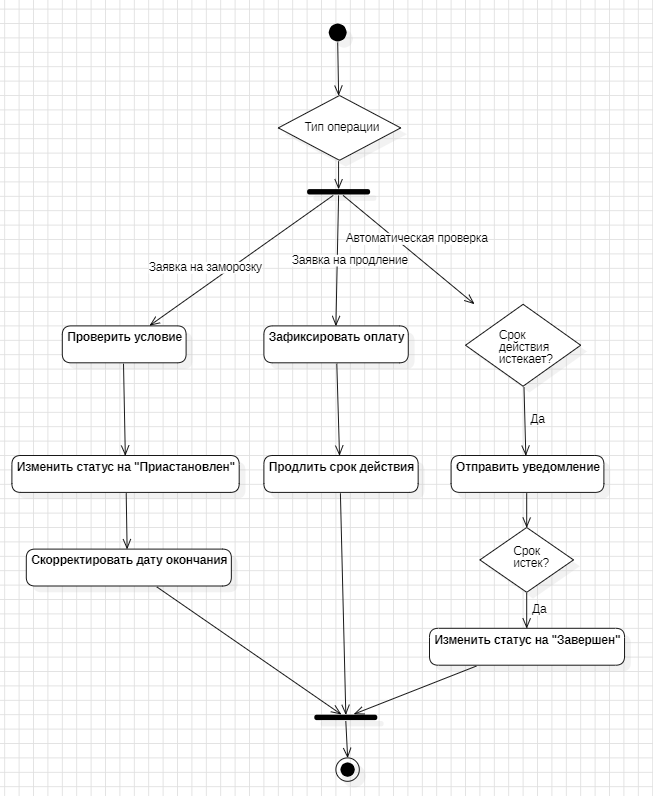 Тип операции
Автоматическая проверка
Заявка на продление
Заявка на заморозку
Проверить условие
Зафиксировать оплату
Срок
действия
истекает?
Да
Изменить статус на "Приастановлен"
Продлить срок действия
Отправить уведомление
Срок
истек?
Скорректировать дату окончания
Да
Изменить статус на "Завершен"